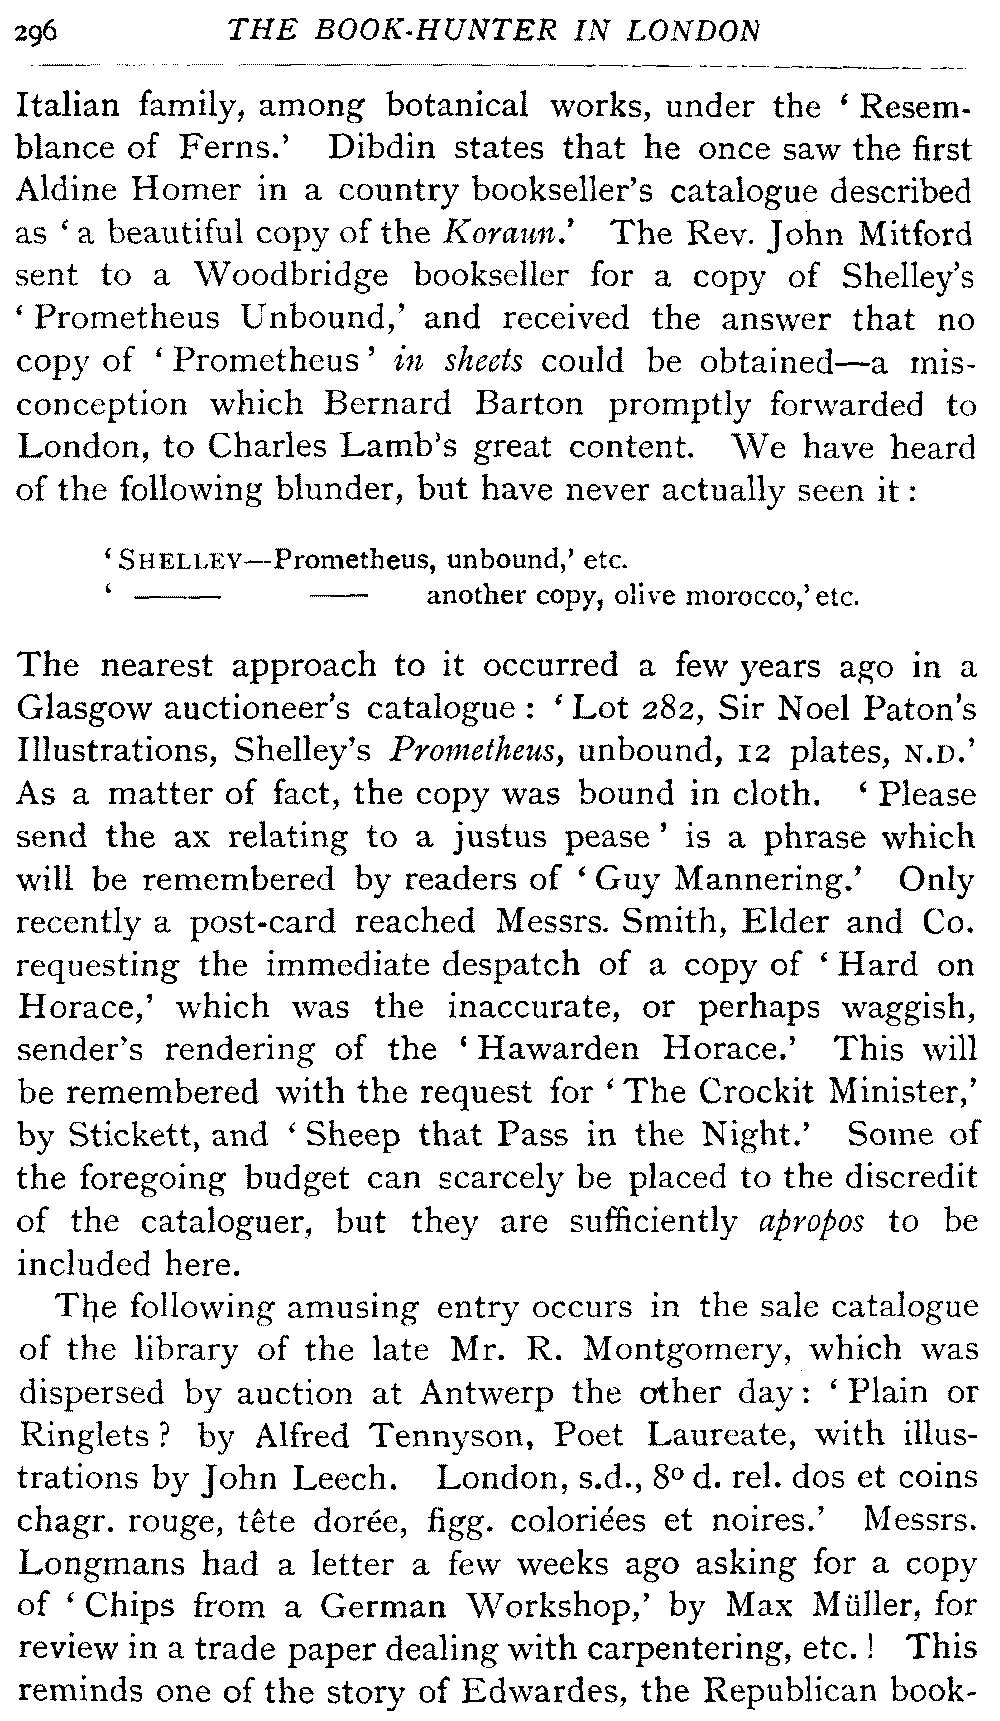 296 THE BOOK-HUNTER IN LONDON
Italian family, among botanical works, under the ‘ Resem-
blance of Ferns.’ Dibdin states that he once saw the first
Aldine Homer in a country bookseller’s catalogue described
as ‘ a beautiful copy of the Koraun.’ The Rev. John Mitford
sent to a Woodbridge bookseller for a copy of Shelley’s
‘ Prometheus Unbound,’ and received the answer that no
copy of ‘ Prometheus ’ in sheets could be obtained—a mis-
conception which Bernard Barton promptly forwarded to
London, to Charles Lamb’s great content. We have heard
of the following blunder, but have never actually seen it :
‘ SHELLEY—Prometheus, unbound,’ etc.
‘ —— —— another copy, olive morocco,’ etc.
The nearest approach to it occurred a few years ago in a
Glasgow auctioneer’s catalogue : ‘ Lot 282, Sir Noel Paton’s
Illustrations, Shelley’s Prometheus, unbound, 12 plates, N.D.’
As a matter of fact, the copy was bound in cloth. ‘ Please
send the ax relating to a justus pease ’ is a phrase which
will be remembered by readers of ‘ Guy Mannering.’ Only
recently a post-card reached Messrs. Smith, Elder and Co.
requesting the immediate despatch of a copy of ‘ Hard on
Horace,’ which was the inaccurate, or perhaps waggish,
sender’s rendering of the ‘ Hawarden Horace.’ This will
be remembered with the request for ‘ The Crockit Minister,’
by Stickett, and ‘ Sheep that Pass in the Night.’ Some of
the foregoing budget can scarcely be placed to the discredit
of the cataloguer, but they are sufficiently apropos to be
included here.
The following amusing entry occurs in the sale catalogue
of the library of the late Mr. R. Montgomery, which was
dispersed by auction at Antwerp the other day : ‘ Plain or
Ringlets ? by Alfred Tennyson, Poet Laureate, with illus-
trations by John Leech. London, s.d., 8º d. rel. dos et coins
chagr. rouge, tête dorée, figg. coloriées et noires.’ Messrs.
Longmans had a letter a few weeks ago asking for a copy
of ‘ Chips from a German Workshop,’ by Max Müller, for
review in a trade paper dealing with carpentering, etc. ! This
reminds one of the story of Edwardes, the Republican book-